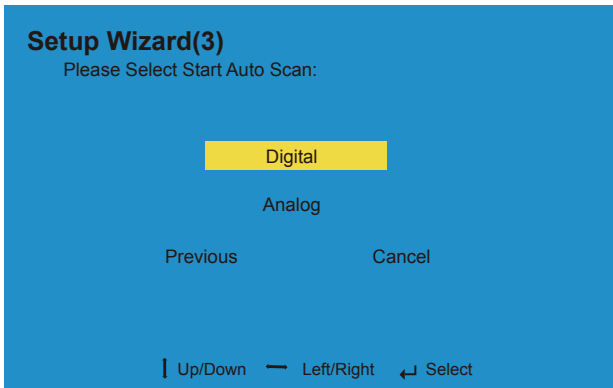 Setup Wizard(3)
Please Select Start Auto Scan:
Digital
Analog
Previous Cancel
Up/Down Left/Right Select